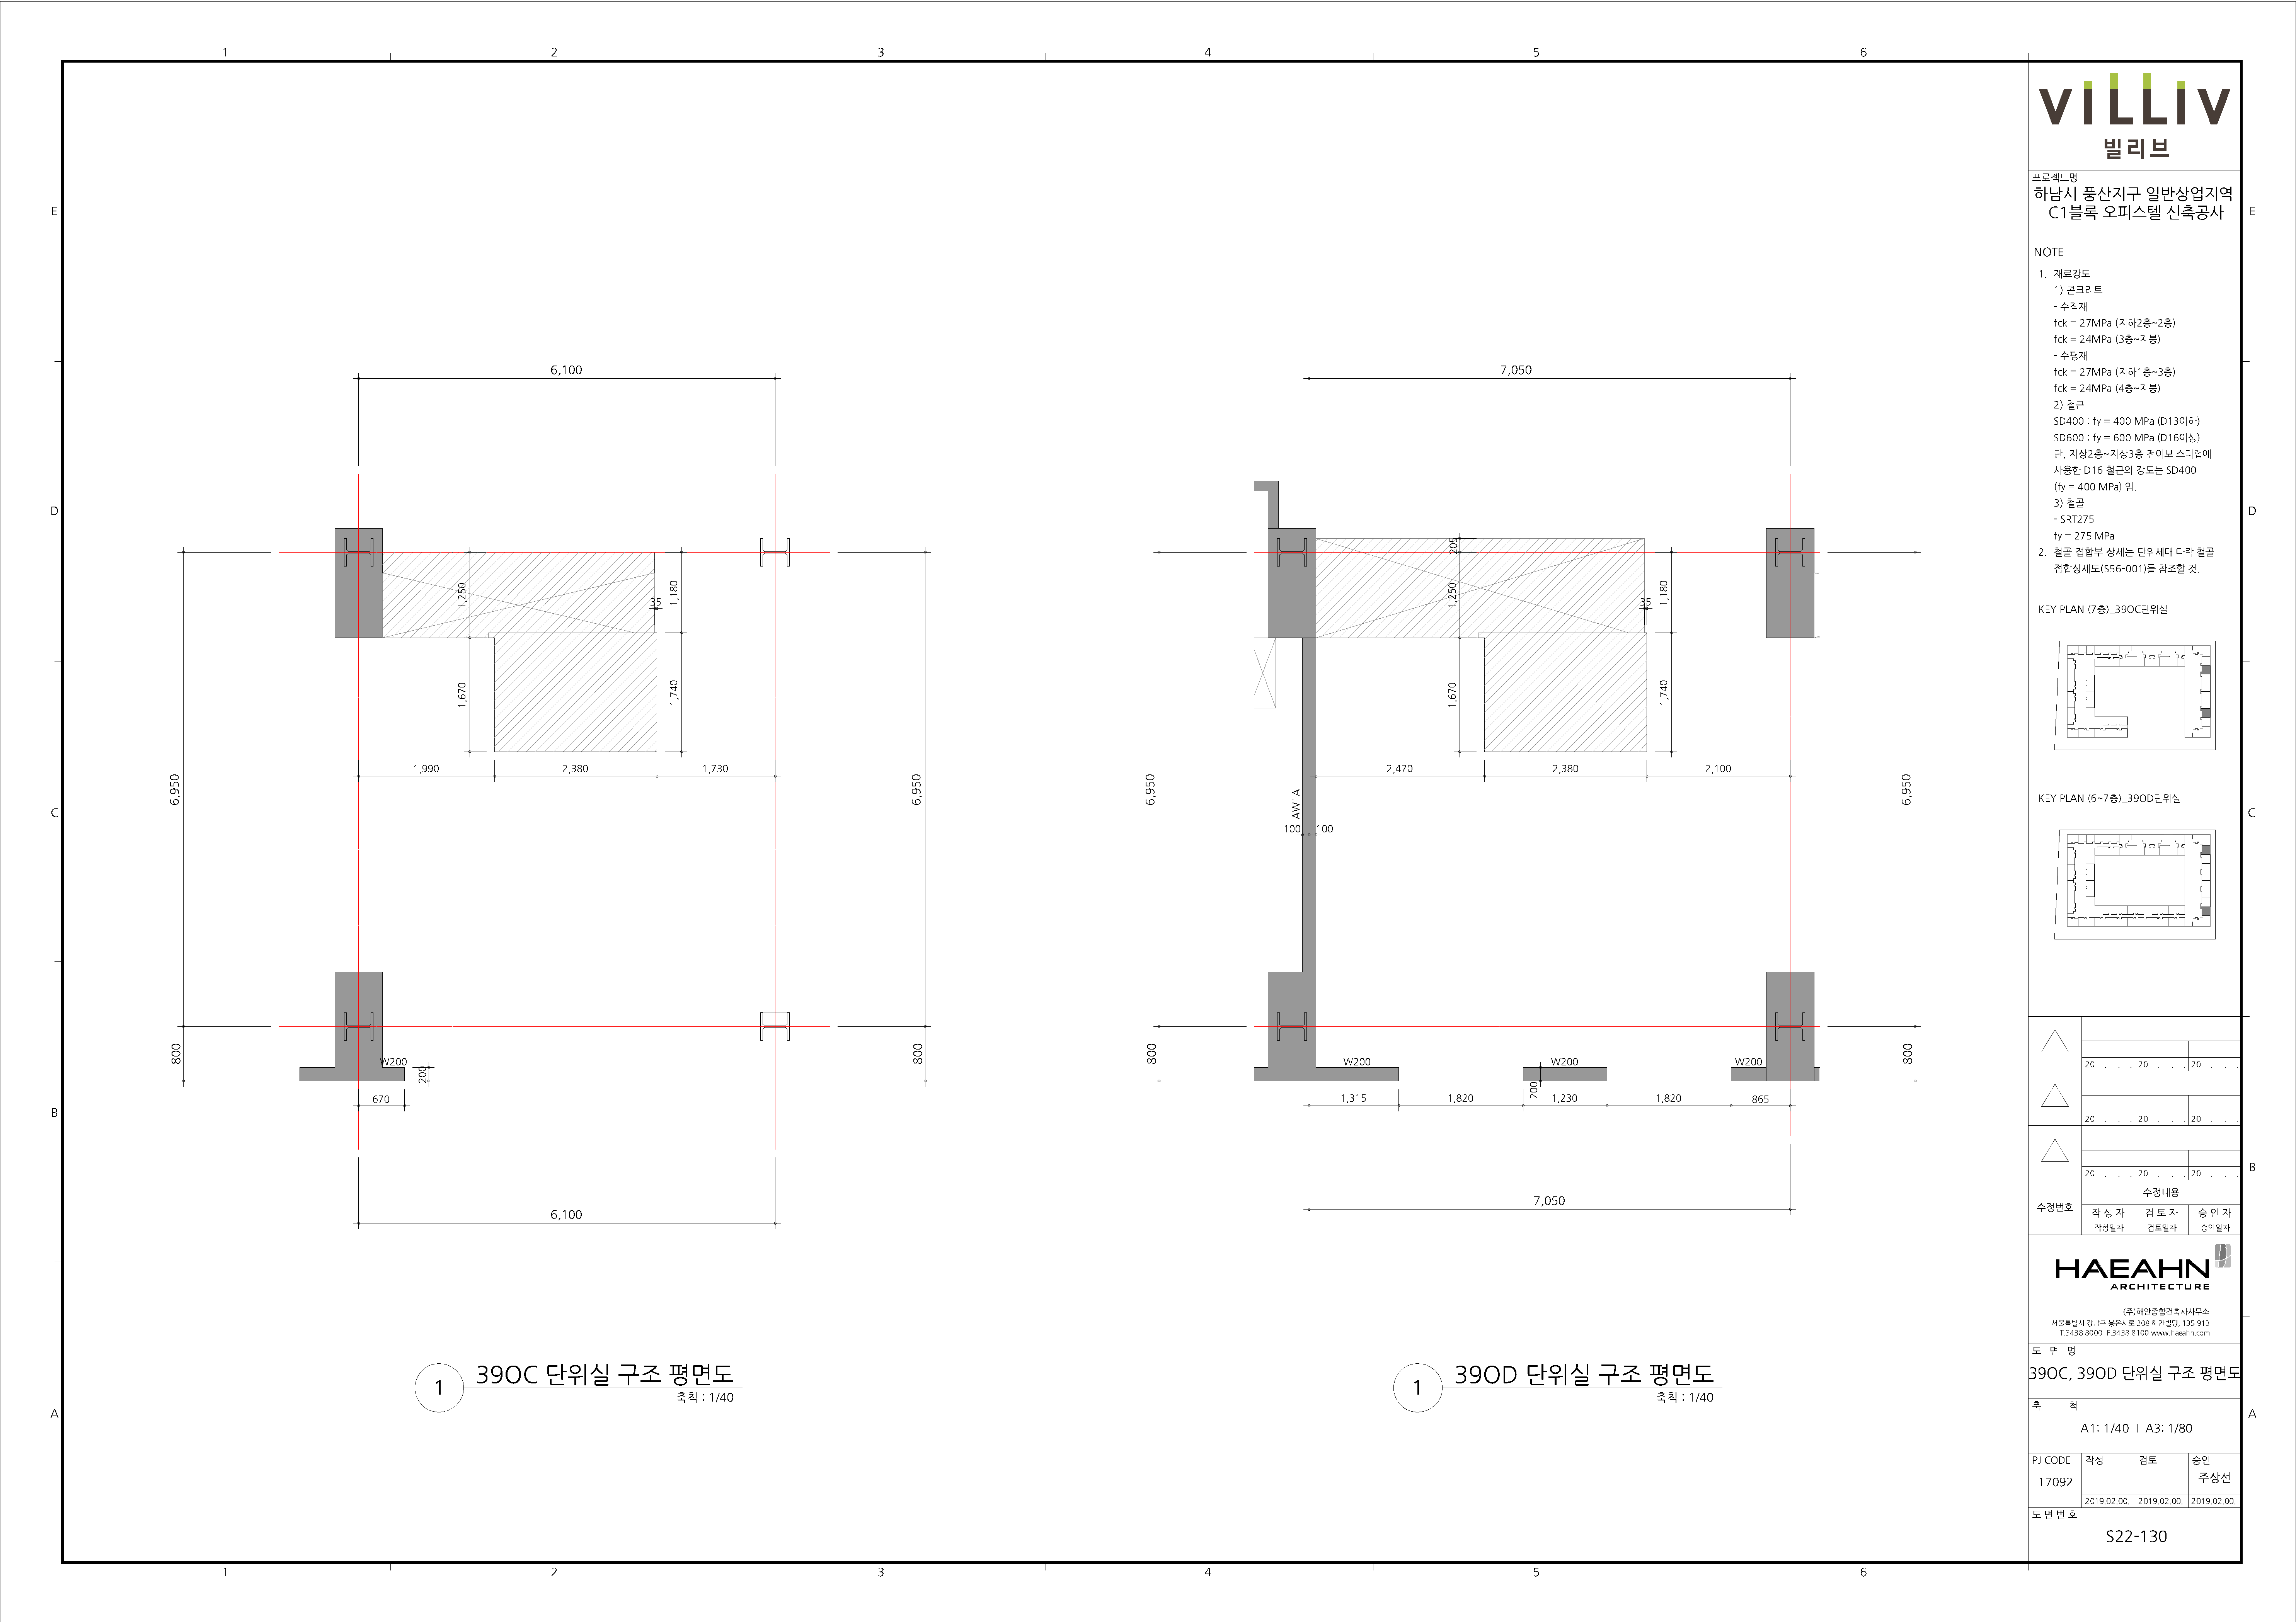 1 2 3 4 5 6
E
D
C
B
A
6,100
1,250
35
1,180
1,670
1,740
1,990 2,380 1,730
6,950
6,950
800
800
W200
200
670
6,100
1
39OC 단위실 구조 평면도
축척 : 1/40
7,050
205
1,250
35
1,180
1,670
1,740
2,470 2,380 2,100
6,950
6,950
AW1A
100 100
800
800
W200 W200 W200
200
1,315 1,820 1,230 1,820 865
7,050
1
39OD 단위실 구조 평면도
축척 : 1/40
1 2 3 4 5 6
E
D
C
B
A
VILLIV
빌리브
프로젝트명
하남시 풍산지구 일반상업지역
C1블록 오피스텔 신축공사
NOTE
1. 재료강도
1) 콘크리트
- 수직재
fck = 27MPa (지하2층~2층)
fck = 24MPa (3층~지붕)
- 수평재
fck = 27MPa (지하1층~3층)
fck = 24MPa (4층~지붕)
2) 철근
SD400 : fy = 400 MPa (D13이하)
SD600 : fy = 600 MPa (D16이상)
단, 지상2층~지상3층 전이보 스터럽에
사용한 D16 철근의 강도는 SD400
(fy = 400 MPa) 임.
3) 철골
- SRT275
fy = 275 MPa
2. 철골 접합부 상세는 단위세대 다락 철골
접합상세도(S56-001)를 참조할 것.
KEY PLAN (7층)_39OC단위실
KEY PLAN (6~7층)_39OD단위실
20 . . . 20 . . . 20 . . .
20 . . . 20 . . . 20 . . .
20 . . . 20 . . . 20 . . .
수정번호
수정내용
작 성 자 검 토 자 승 인 자
작성일자 검토일자 승인일자
HAEAHN
ARCHITECTURE
(주)해안종합건축사사무소
서울특별시 강남구 봉은사로 208 해안빌딩, 135-913
T.3438 8000 F.3438 8100 www.haeahn.com
도 면 명
39OC, 39OD 단위실 구조 평면도
축 척
A1: 1/40 I A3: 1/80
PJ CODE 작성 검토 승인
17092 주상선
2019.02.00. 2019.02.00. 2019.02.00.
도 면 번 호
S22-130